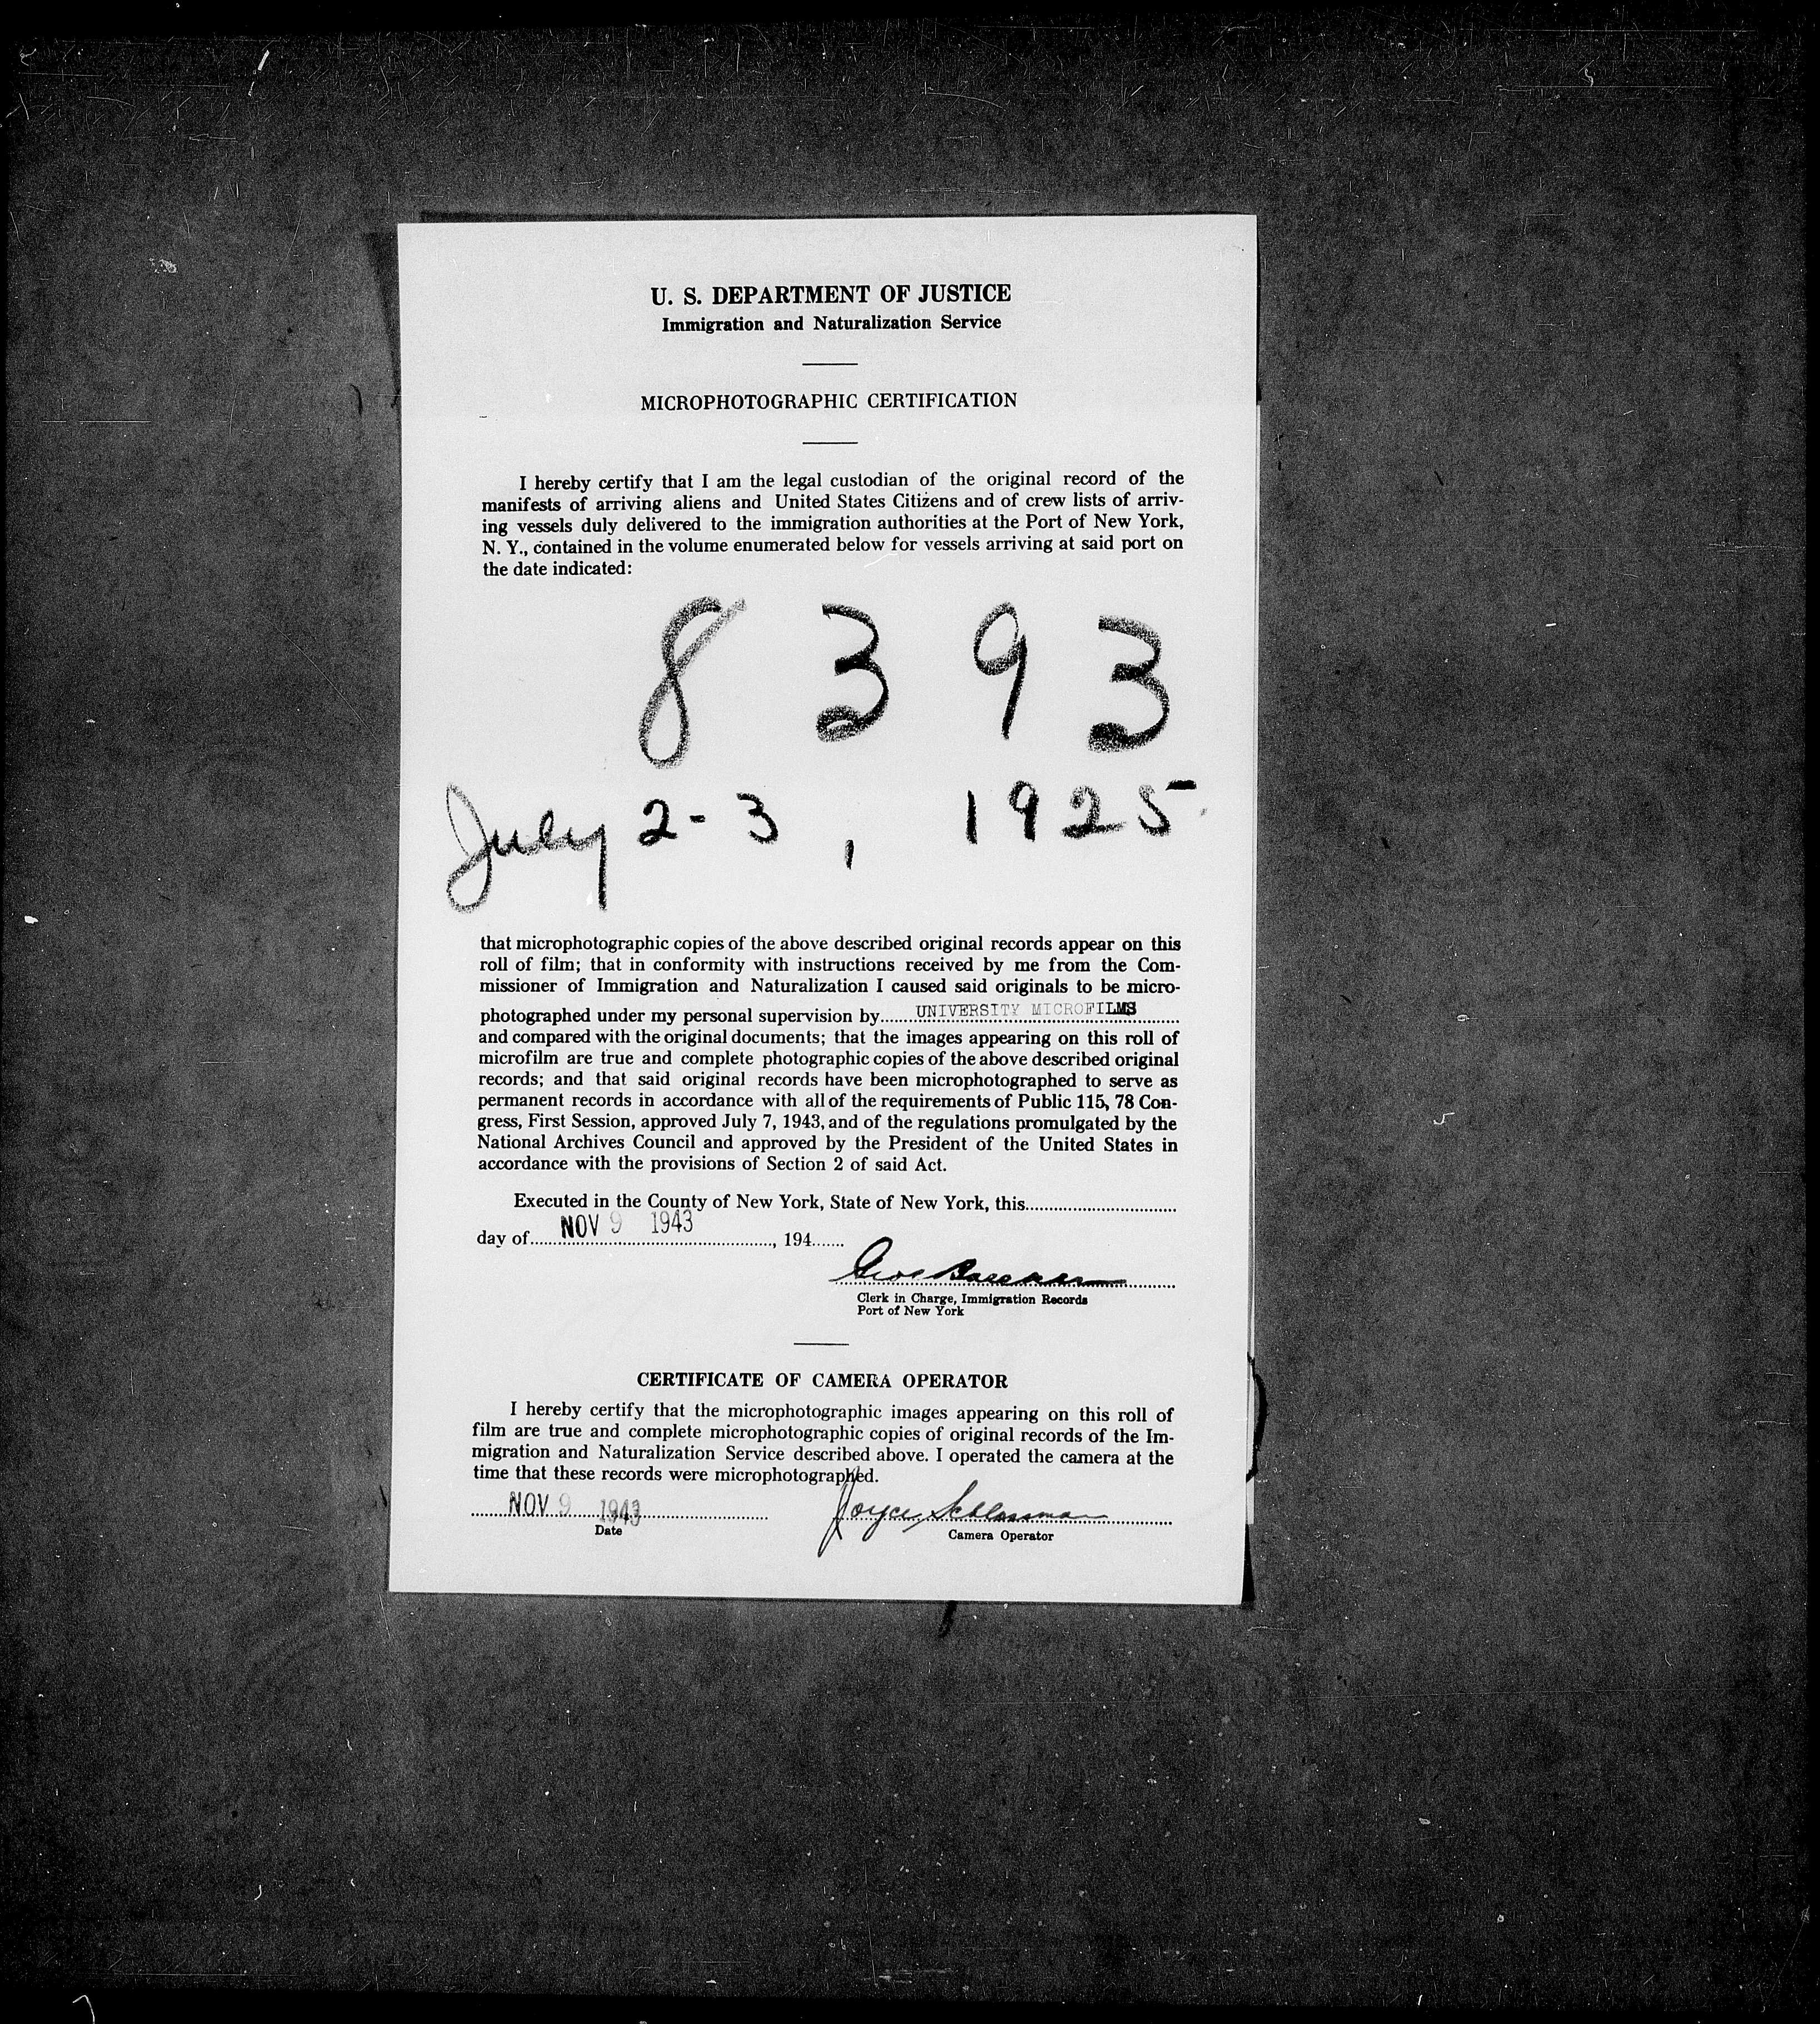 U. S. DEPARTMENT OF JUSTICE
Immigration and Naturalization Service
MICROPHOTOGRAPHIC CERTIFICATION
I hereby certify that I am the legal custodian of the original record of the
manifests of arriving aliens and United States Citizens and of crew lists of arriv-
ing vessels duly delivered to the immigration authorities at the Port of New York,
N. Y., contained in the volume enumerated below for vessels arriving at said port on
the date indicated:
8 3 9 3
July 2-3, 1925
that microphotographic copies of the above described original records appear on this
roll of film; that in conformity with instructions received by me from the Com-
missioner of Immigration and Naturalization I caused said originals to be micro-
photographed under my personal supervision by UNIVERSITY MICROFILMS
and compared with the original documents; that the images appearing on this roll of
microfilm are true and complete photographic copies of the above described original
records; and that said original records have been microphotographed to serve as
permanent records in accordance with all of the requirements of Public 115, 78 Con-
gress, First Session, approved July 7, 1943, and of the regulations promulgated by the
National Archives Council and approved by the President of the United States in
accordance with the provisions of Section 2 of said Act.
Executed in the County of New York, State of New York, this
day of NOV 9 1943, 194
Clerk in Charge, Immigration Records
Port of New York
CERTIFICATE OF CAMERA OPERATOR
I hereby certify that the microphotographic images appearing on this roll of
film are true and complete microphotographic copies of original records of the Im-
migration and Naturalization Service described above. I operated the camera at the
time that these records were microphotographed.
NOV 9 1943 Joyce Schlossman
Date Camera Operator